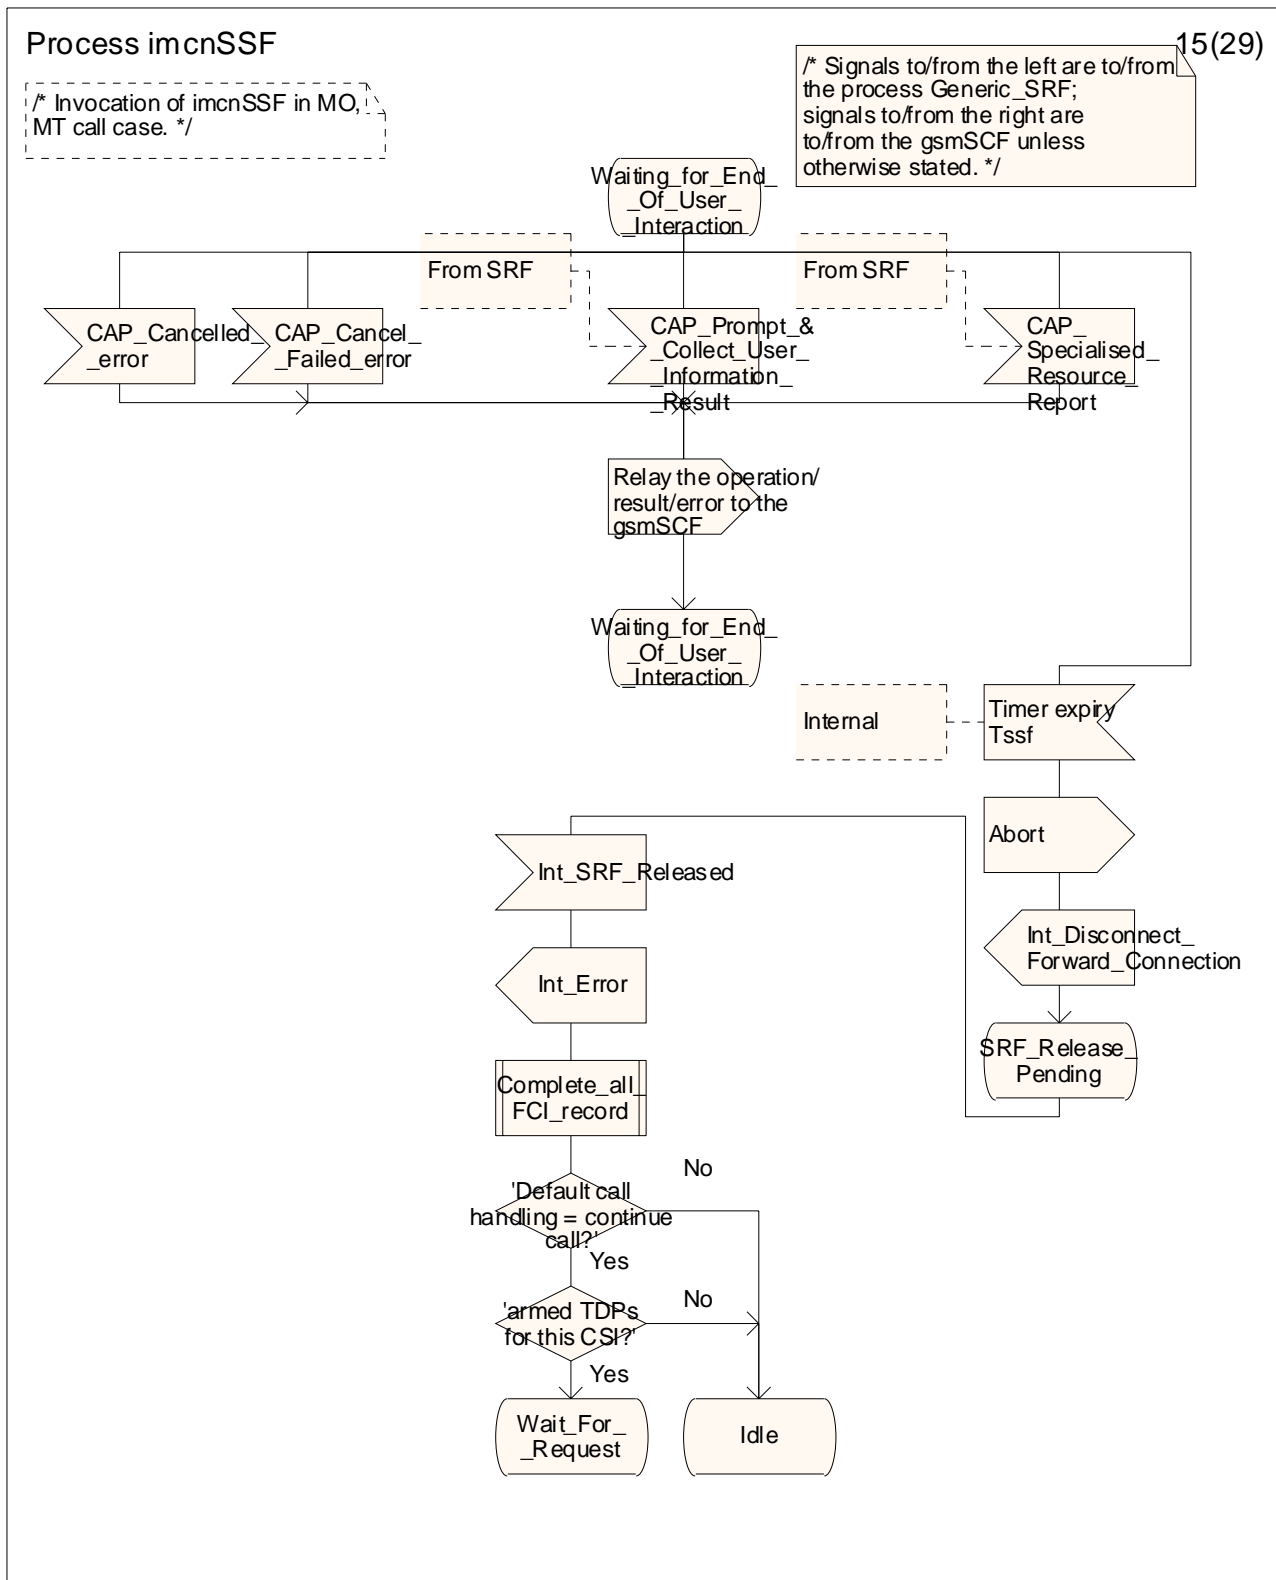 Process imcnSSF
15(29)
/* Invocation of imcnSSF in MO,
MT call case. */
/* Signals to/from the left are to/from
the process Generic_SRF;
signals to/from the right are
to/from the gsmSCF unless
otherwise stated. */
Waiting_for_End_
_Of_User_
_Interaction
From SRF
From SRF
CAP_Cancelled_
_error
CAP_Cancel_
_Failed_error
CAP_Prompt_&
_Collect_User_
_Information_
_Result
CAP_
Specialised_
Resource_
Report
Relay the operation/
result/error to the
gsmSCF
Waiting_for_End_
_Of_User_
_Interaction
Internal
Timer expiry
Tssf
Abort
Int_SRF_Released
Int_Disconnect_
Forward_Connection
Int_Error
SRF_Release_
Pending
Complete_all_
FCI_record
No
'Default call
handling = continue
call?'
Yes
'armed TDPs
for this CSI?'
No
Yes
Wait_For_
_Request
Idle